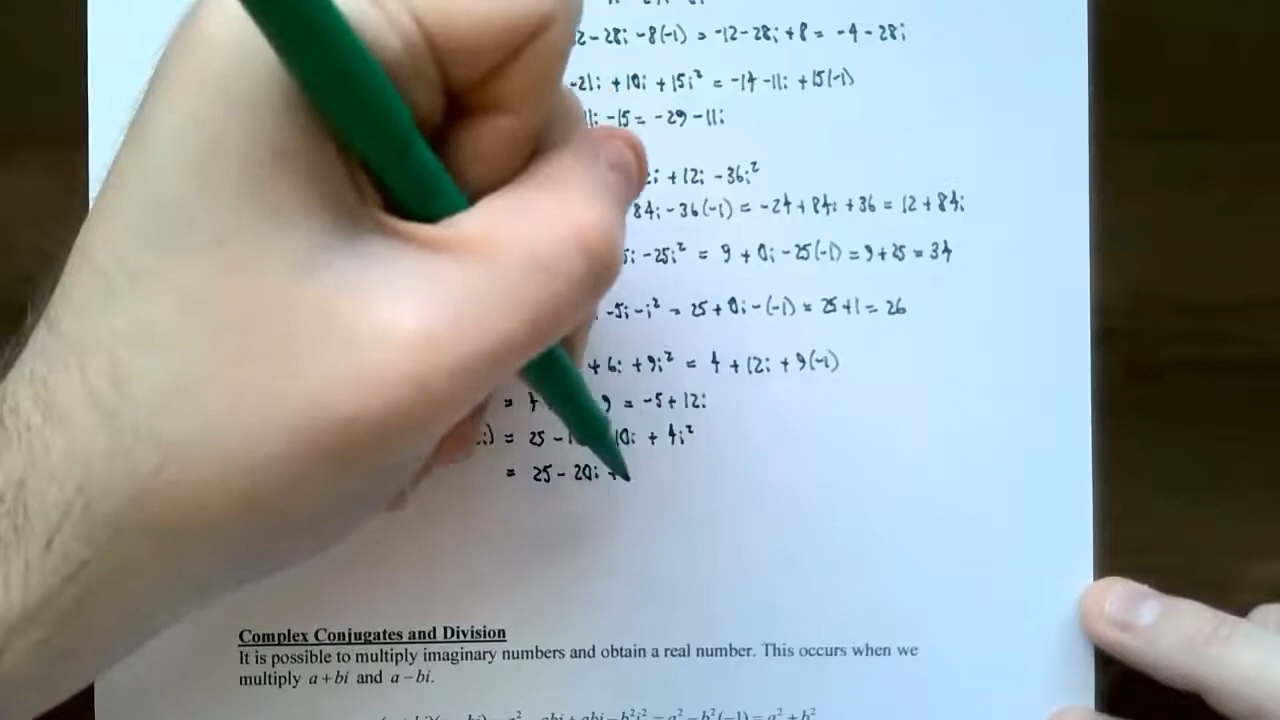 2-28i -8(-1) = -12-28i +8 = -4-28i
-21i +10i +15i² = -14-11i +15(-1)
11i -15 = -29-11i
2i +12i -36i²
84i -36(-1) = -24+84i+36 = 12+84i
5i -25i² = 9+0i-25(-1) = 9+25 = 34
-5i-i² = 25+0i-(-1) = 25+1 = 26
+6i+9i² = 4+12i+9(-1)
= 4 9 = -5+12i
i) = 25- 10i + 4i²
= 25-20i +
Complex Conjugates and Division
It is possible to multiply imaginary numbers and obtain a real number. This occurs when we
multiply a+bi and a-bi.